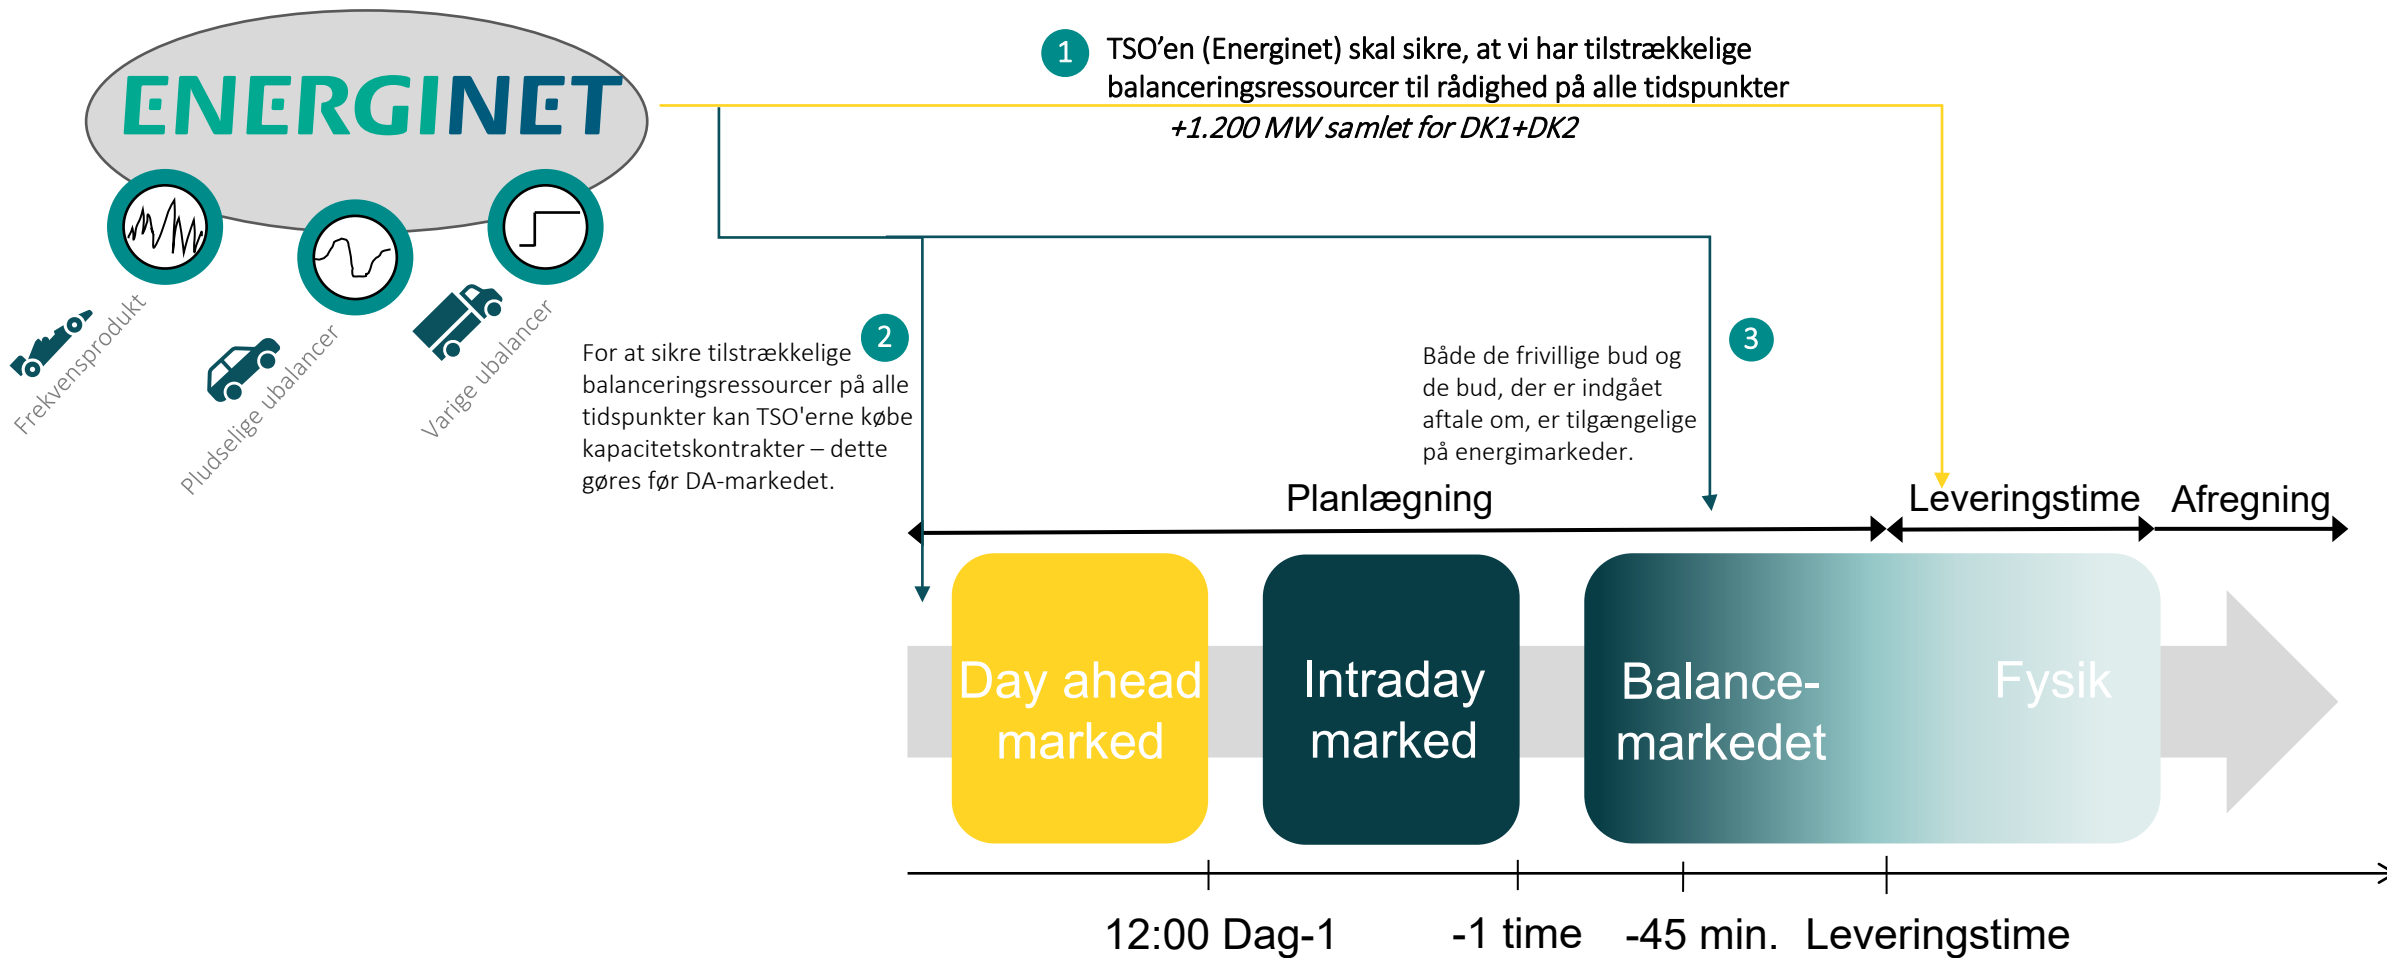 ENERGINET
1
TSO’en (Energinet) skal sikre, at vi har tilstrækkelige
balanceringsressourcer til rådighed på alle tidspunkter
+1.200 MW samlet for DK1+DK2
Frekvensprodukt
Pludselige ubalancer
Varige ubalancer
2
For at sikre tilstrækkelige
balanceringsressourcer på alle
tidspunkter kan TSO'erne købe
kapacitetskontrakter – dette
gøres før DA-markedet.
3
Både de frivillige bud og
de bud, der er indgået
aftale om, er tilgængelige
på energimarkeder.
Planlægning
Leveringstime
Afregning
Day ahead
marked
Intraday
marked
Balance-
markedet
Fysik
12:00 Dag-1
-1 time
-45 min.
Leveringstime